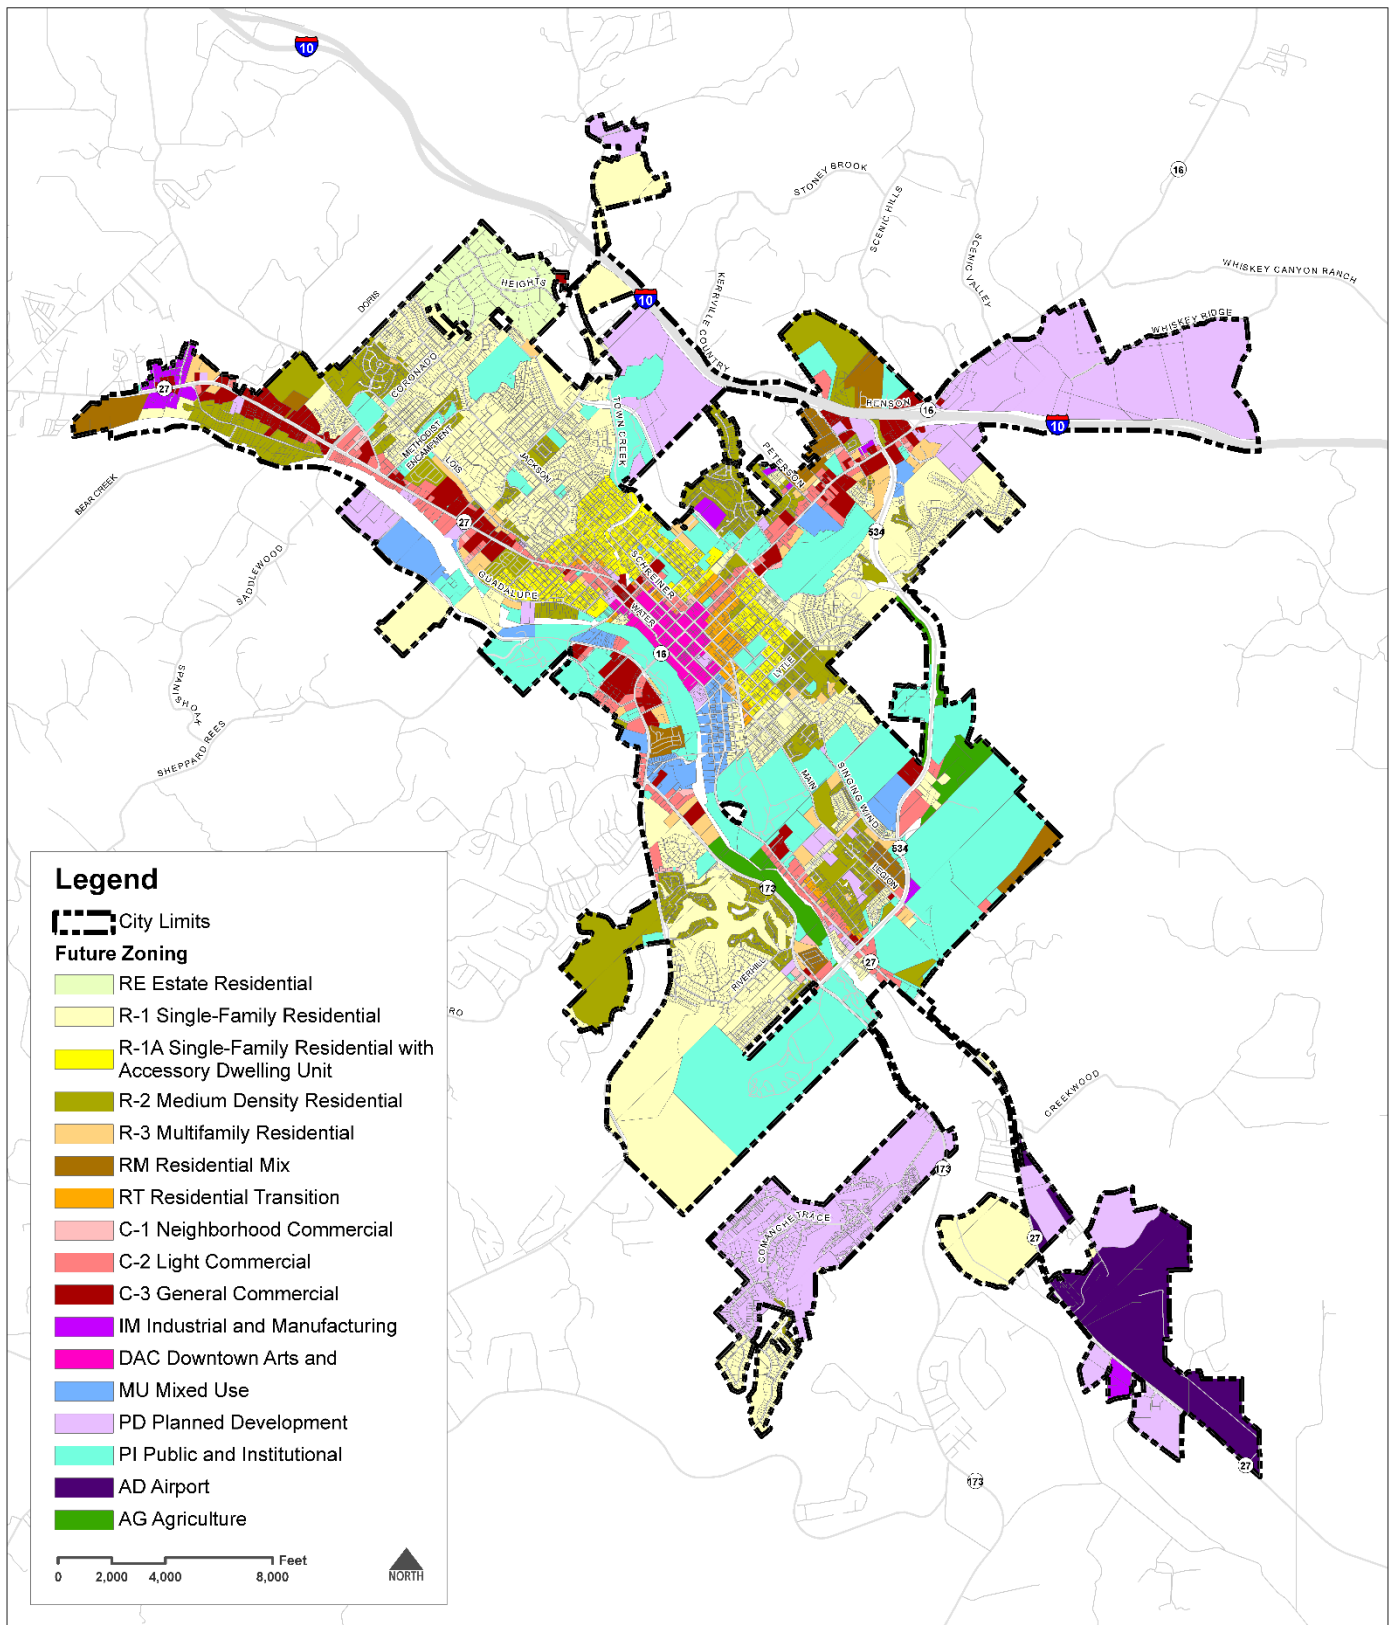 10
16
STONEY BROOK
SCENIC HILLS
SCENIC VALLEY
WHISKEY CANYON RANCH
HEIGHTS
DORIS
10
KERRVILLE COUNTRY
WHISKEY RIDGE
27
CORONADO
TOWN CREEK
HENSON
16
10
METHODIST
ENCAMPMENT
LOIS
JACKSON
PETERSON
BEAR CREEK
27
534
SADDLEWOOD
GUADALUPE
SCHREINER
WATER
16
LYTLE
SPANISH OAK
SHEPPARD REES
MAIN
SINGING WIND
534
LEGION
173
27
RIVERHILL
RD
CREEKWOOD
173
COMANCHE TRACE
27
27
173
Legend
City Limits
Future Zoning
RE Estate Residential
R-1 Single-Family Residential
R-1A Single-Family Residential with
Accessory Dwelling Unit
R-2 Medium Density Residential
R-3 Multifamily Residential
RM Residential Mix
RT Residential Transition
C-1 Neighborhood Commercial
C-2 Light Commercial
C-3 General Commercial
IM Industrial and Manufacturing
DAC Downtown Arts and
MU Mixed Use
PD Planned Development
PI Public and Institutional
AD Airport
AG Agriculture
Feet
0 2,000 4,000 8,000
NORTH